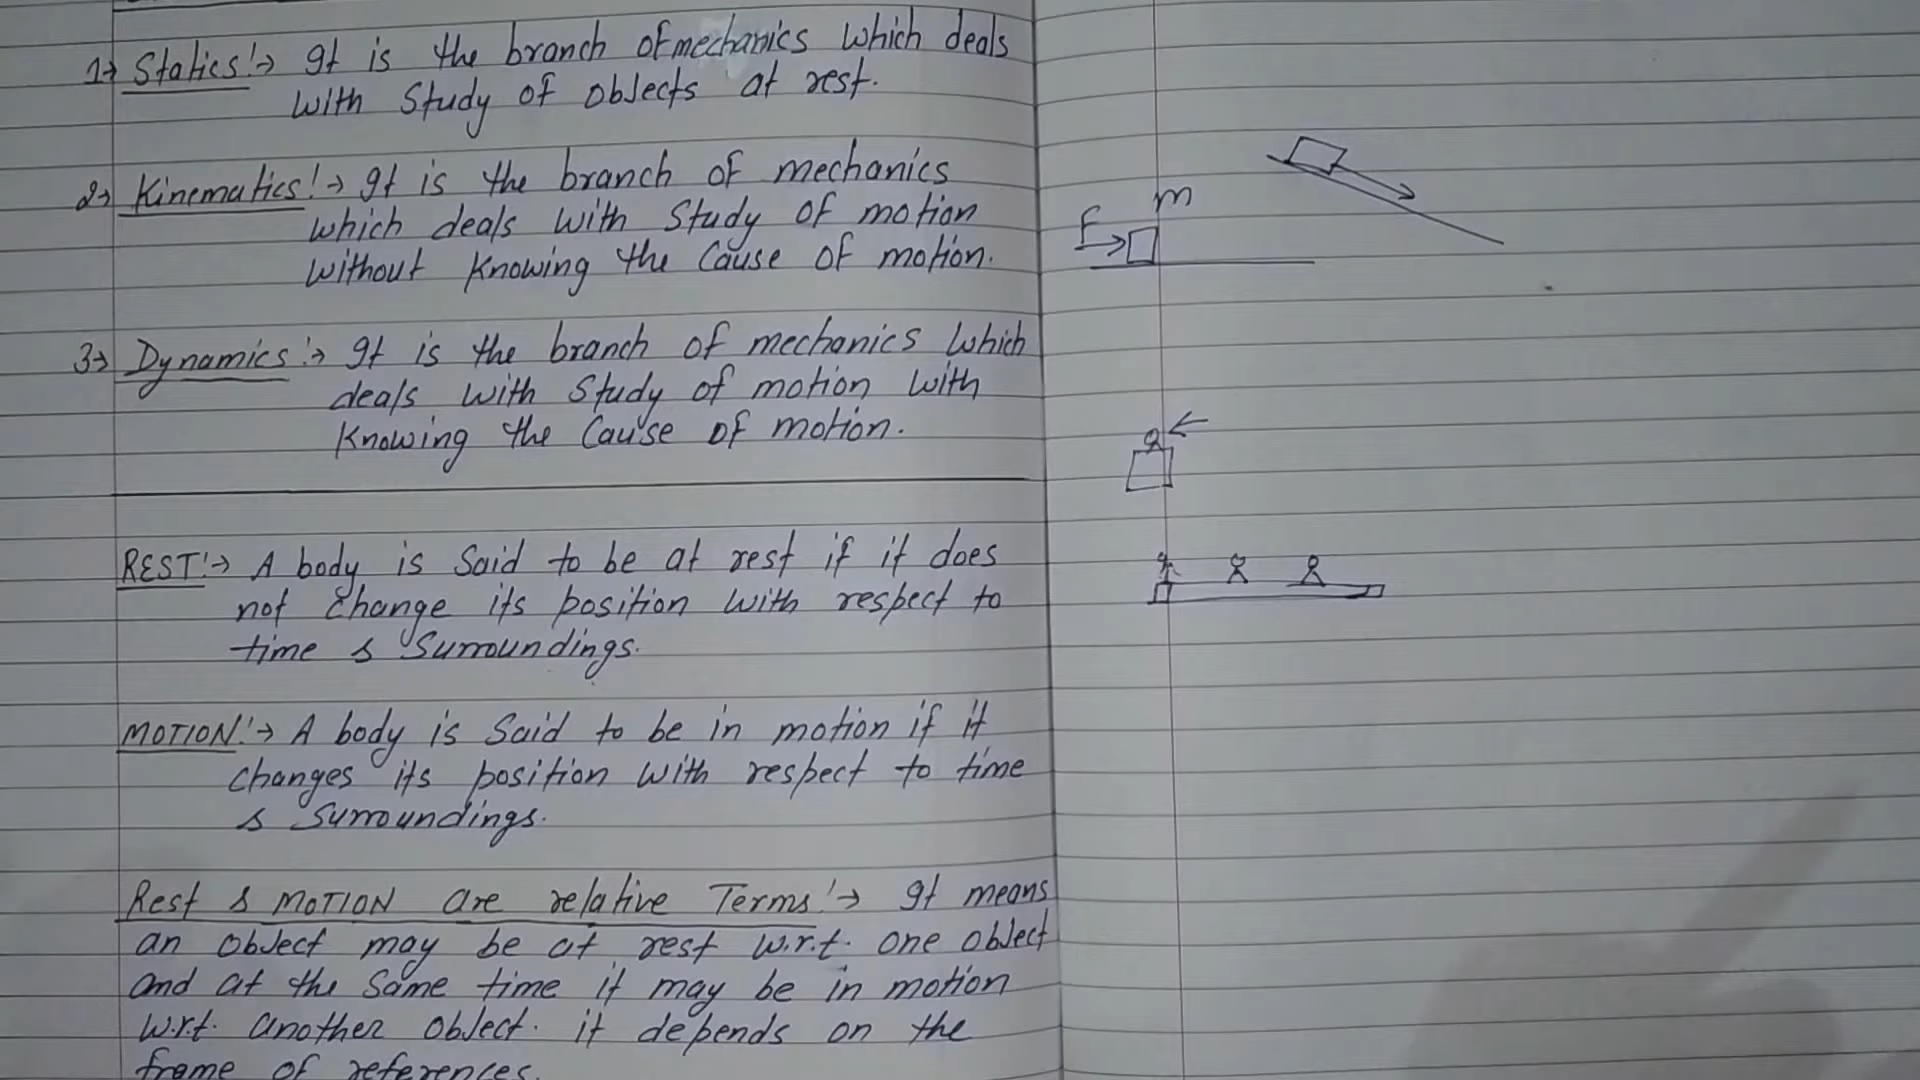 1→ Statics:→ It is the branch of mechanics which deals
with Study of objects at rest.
2→ Kinematics:→ It is the branch of mechanics
which deals with Study of motion
without Knowing the Cause of motion.
3→ Dynamics:→ It is the branch of mechanics which
deals with Study of motion with
Knowing the Cause of motion.
REST:→ A body is Said to be at rest if it does
not Change its position with respect to
time & Surroundings.
MOTION:→ A body is Said to be in motion if it
Changes its position with respect to time
& Surroundings.
Rest & MOTION are relative Terms:→ It means
an object may be at rest w.r.t. one object
and at the Same time it may be in motion
w.r.t. another object. it depends on the
frame of references.
F
m